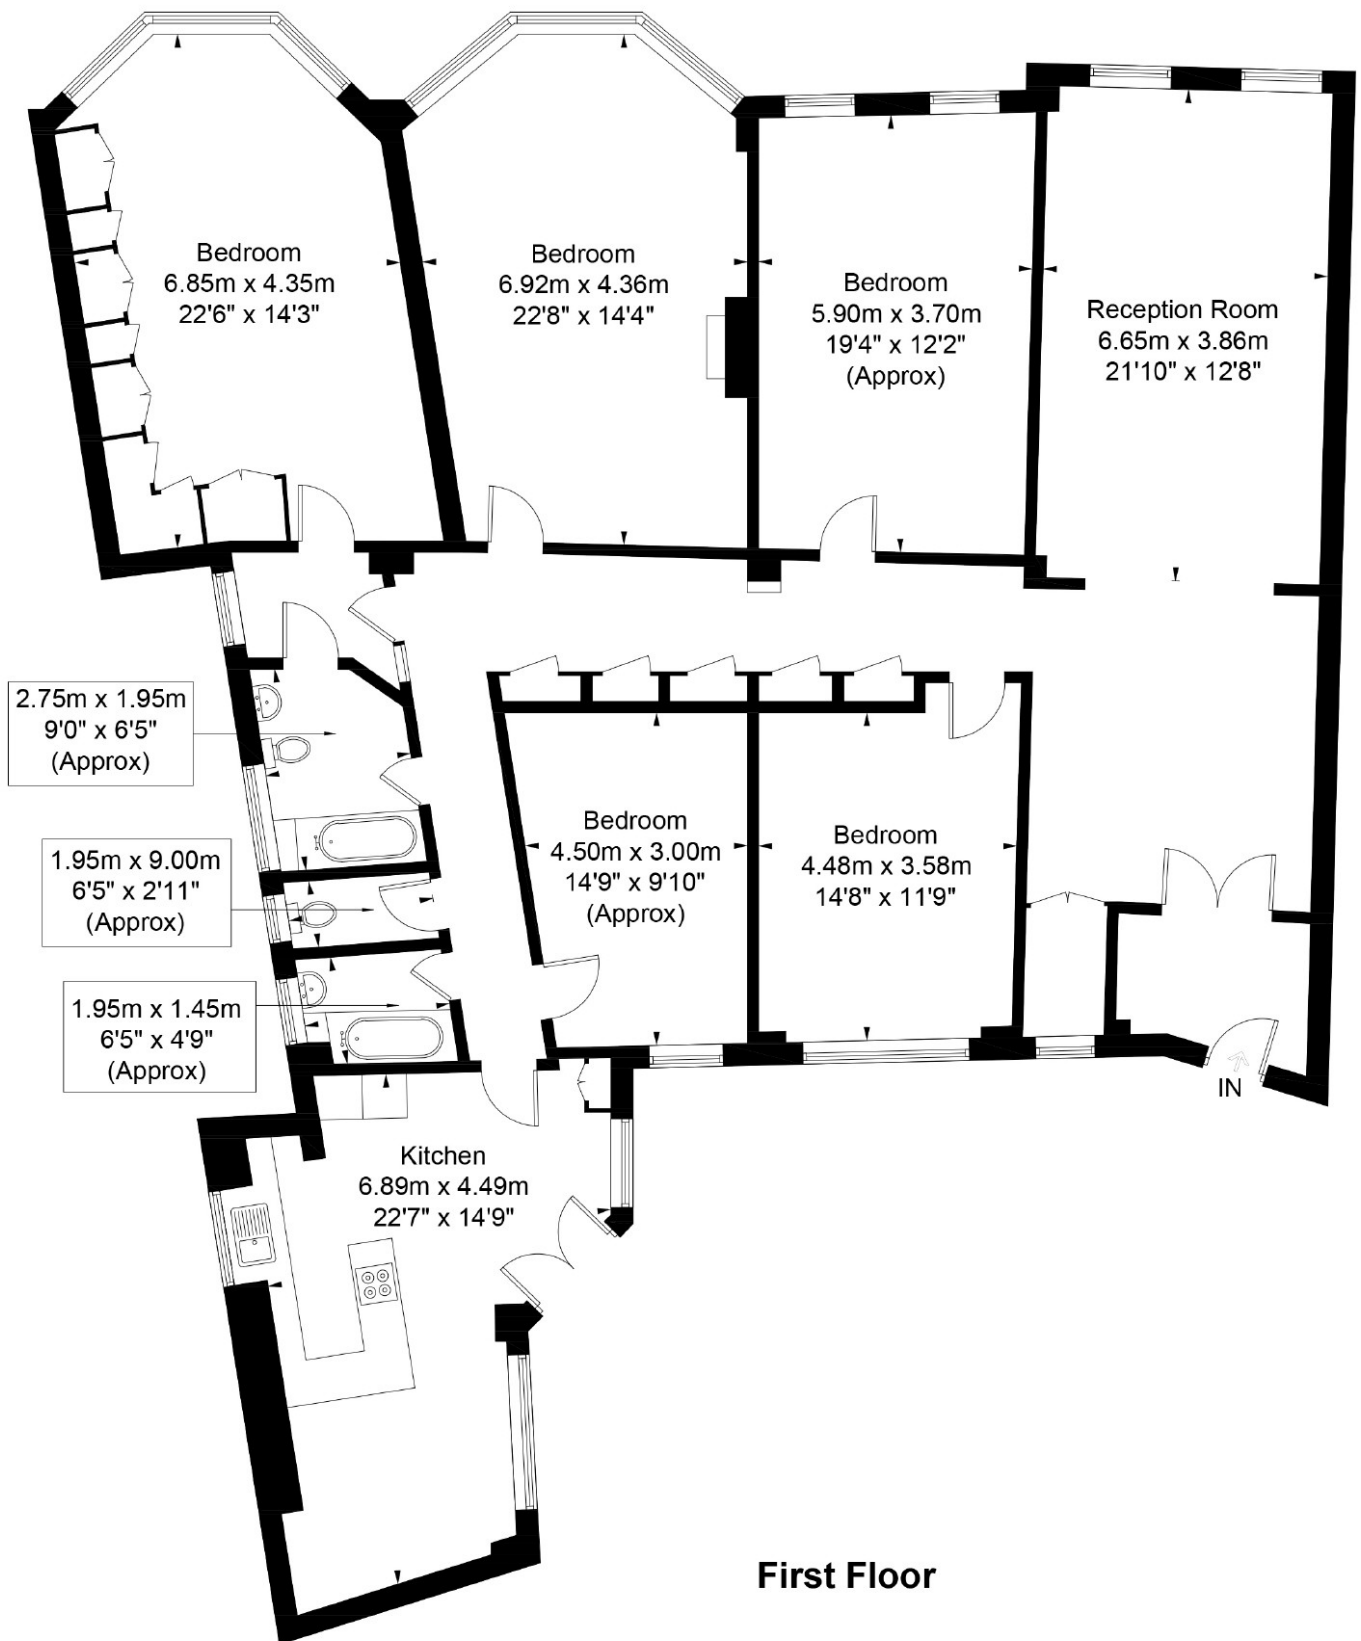 Bedroom
6.85m x 4.35m
22'6" x 14'3"
Bedroom
6.92m x 4.36m
22'8" x 14'4"
Bedroom
5.90m x 3.70m
19'4" x 12'2"
(Approx)
Reception Room
6.65m x 3.86m
21'10" x 12'8"
2.75m x 1.95m
9'0" x 6'5"
(Approx)
1.95m x 9.00m
6'5" x 2'11"
(Approx)
1.95m x 1.45m
6'5" x 4'9"
(Approx)
Bedroom
4.50m x 3.00m
14'9" x 9'10"
(Approx)
Bedroom
4.48m x 3.58m
14'8" x 11'9"
IN
Kitchen
6.89m x 4.49m
22'7" x 14'9"
First Floor